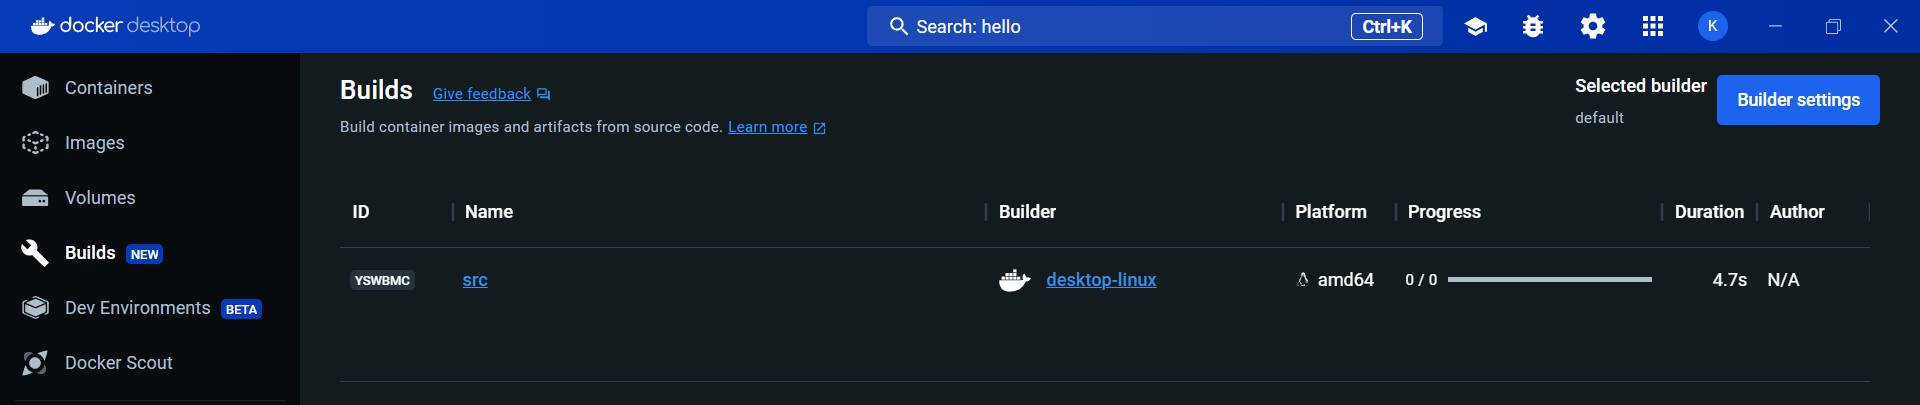 docker desktop
Search: hello
Ctrl+K
K
Containers
Images
Volumes
Builds NEW
Dev Environments BETA
Docker Scout
Builds Give feedback
Build container images and artifacts from source code. Learn more
Selected builder
default
Builder settings
ID Name Builder Platform Progress Duration Author
YSWBMC src desktop-linux amd64 0 / 0 4.7s N/A